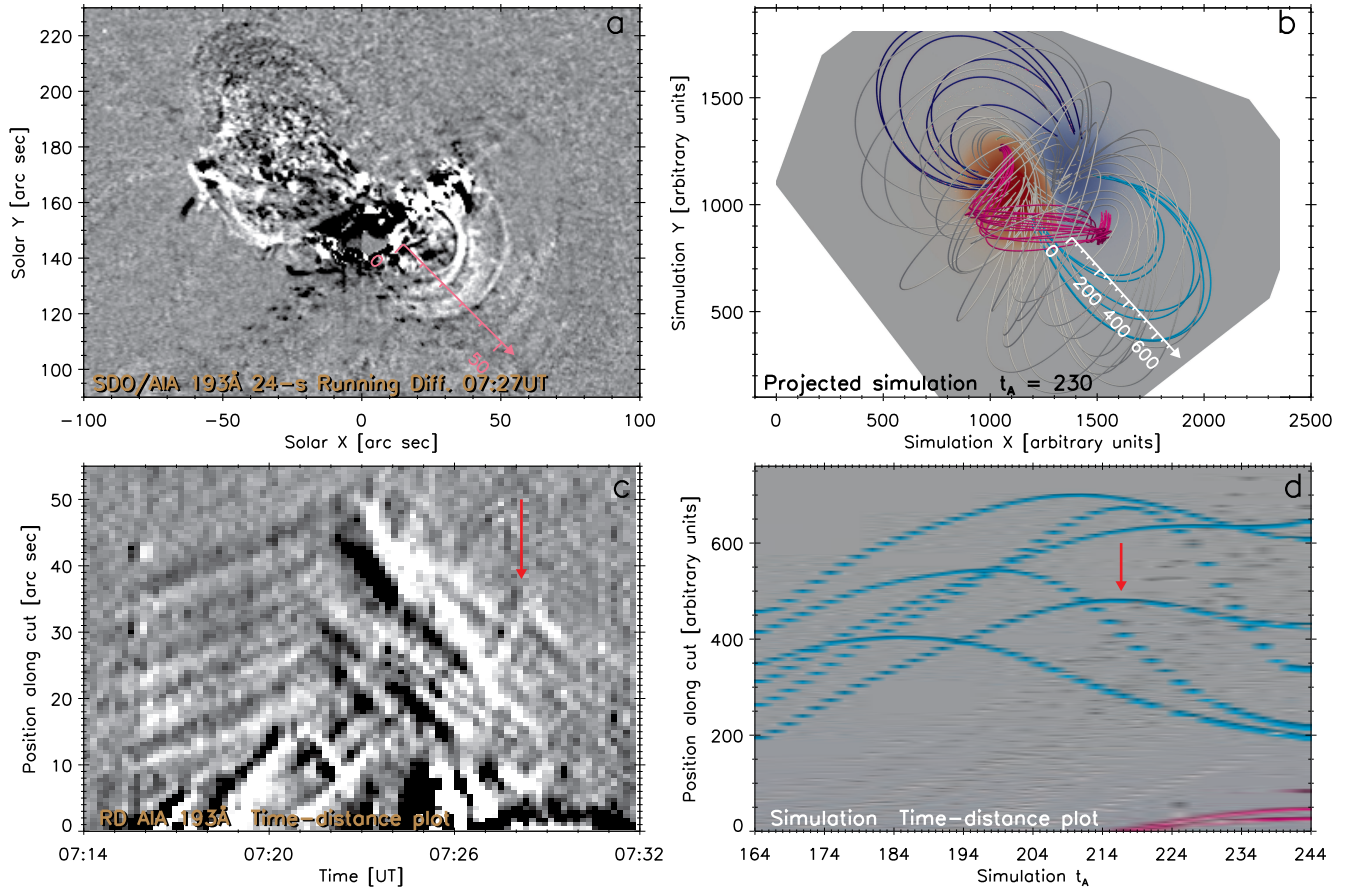 a
220
200
180
160
140
120
100
Solar Y [arc sec]
0
50
SDO/AIA 193Å 24-s Running Diff. 07:27UT
-100 -50 0 50 100
Solar X [arc sec]
b
1500
1000
500
Simulation Y [arbitrary units]
0
200 400 600
Projected simulation tA = 230
0 500 1000 1500 2000 2500
Simulation X [arbitrary units]
c
50
40
30
20
10
0
Position along cut [arc sec]
RD AIA 193Å Time-distance plot
07:14 07:20 07:26 07:32
Time [UT]
d
600
400
200
0
Position along cut [arbitrary units]
Simulation Time-distance plot
164 174 184 194 204 214 224 234 244
Simulation tA